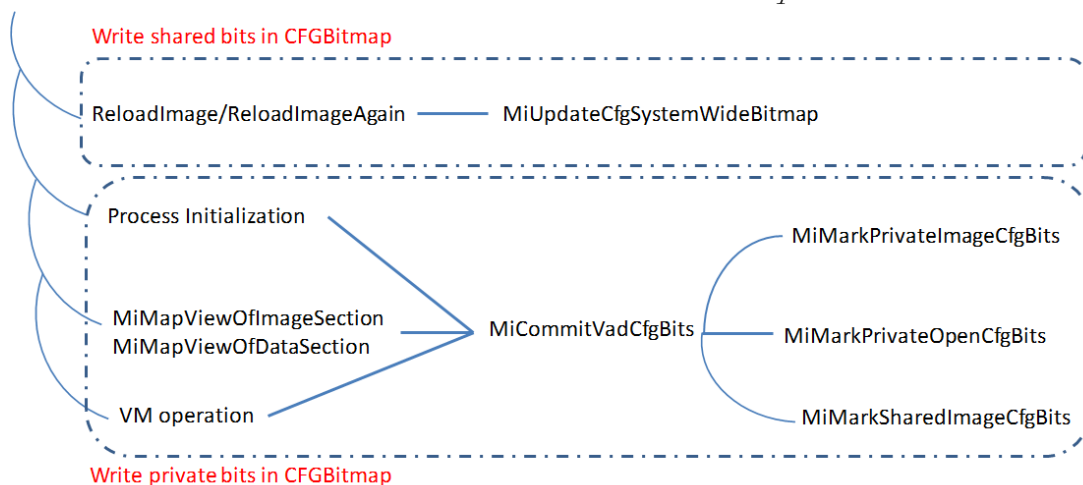 Write shared bits in CFGBitmap
ReloadImage/ReloadImageAgain
MiUpdateCfgSystemWideBitmap
Process Initialization
MiMarkPrivateImageCfgBits
MiMapViewOfImageSection
MiMapViewOfDataSection
MiCommitVadCfgBits
MiMarkPrivateOpenCfgBits
VM operation
MiMarkSharedImageCfgBits
Write private bits in CFGBitmap